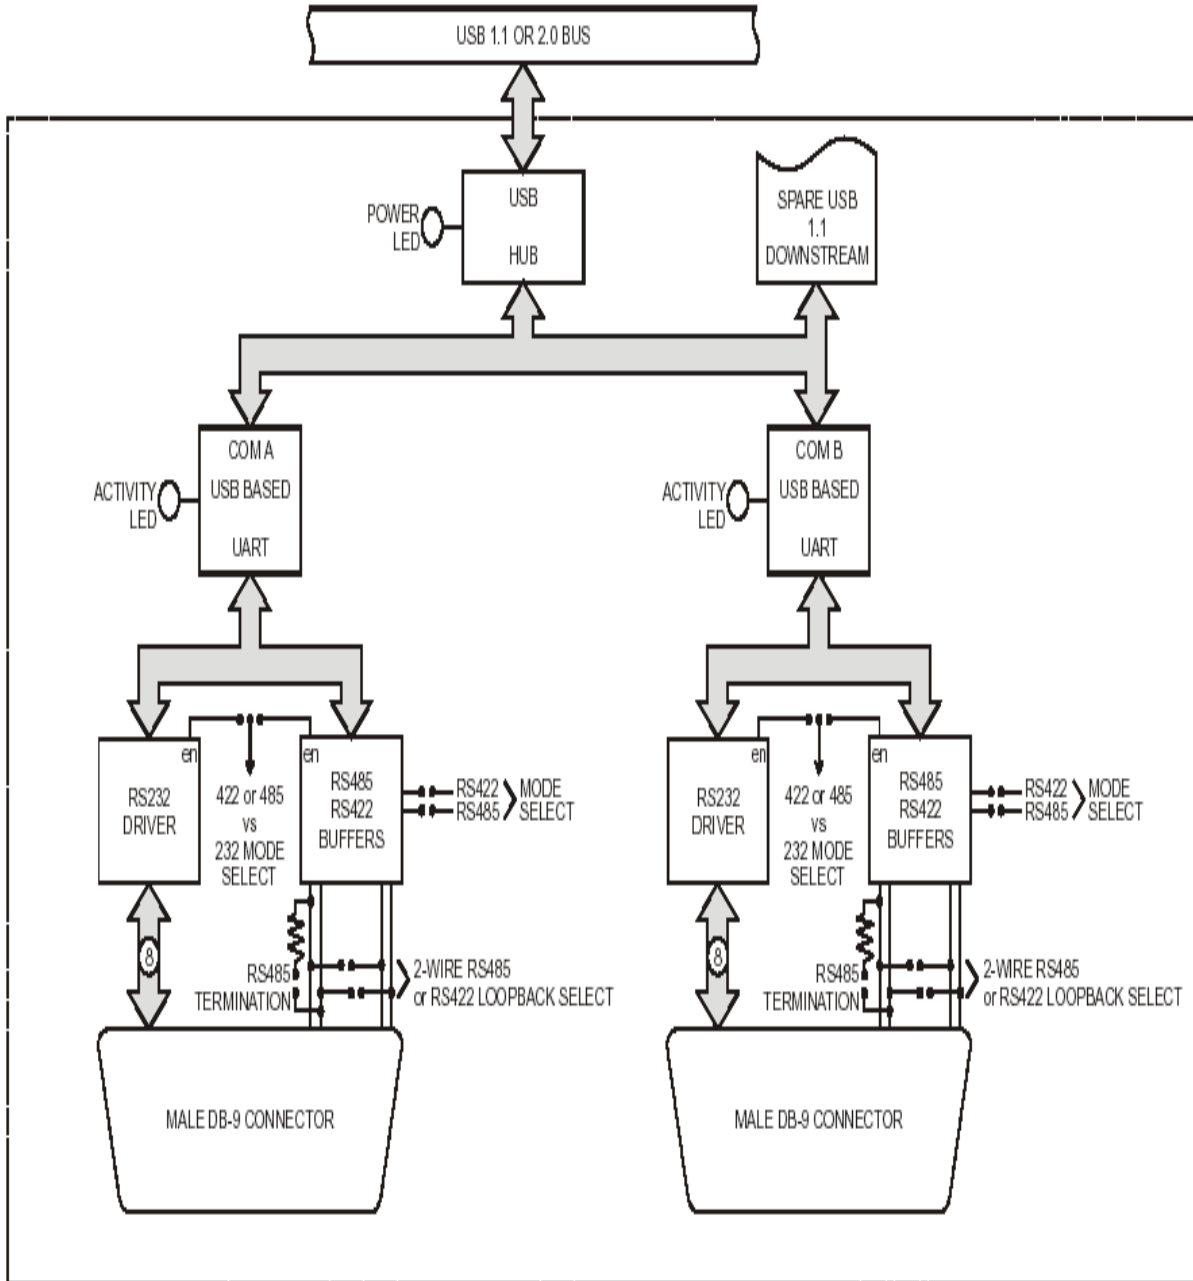 USB 1.1 OR 2.0 BUS
POWER
LED
USB
HUB
SPARE USB
1.1
DOWNSTREAM
ACTIVITY
LED
COM A
USB BASED
UART
ACTIVITY
LED
COM B
USB BASED
UART
en
RS232
DRIVER
422 or 485
vs
232 MODE
SELECT
en
RS485
RS422
BUFFERS
RS422
RS485
MODE
SELECT
en
RS232
DRIVER
422 or 485
vs
232 MODE
SELECT
en
RS485
RS422
BUFFERS
RS422
RS485
MODE
SELECT
8
RS485
TERMINATION
2-WIRE RS485
or RS422 LOOPBACK SELECT
8
RS485
TERMINATION
2-WIRE RS485
or RS422 LOOPBACK SELECT
MALE DB-9 CONNECTOR
MALE DB-9 CONNECTOR